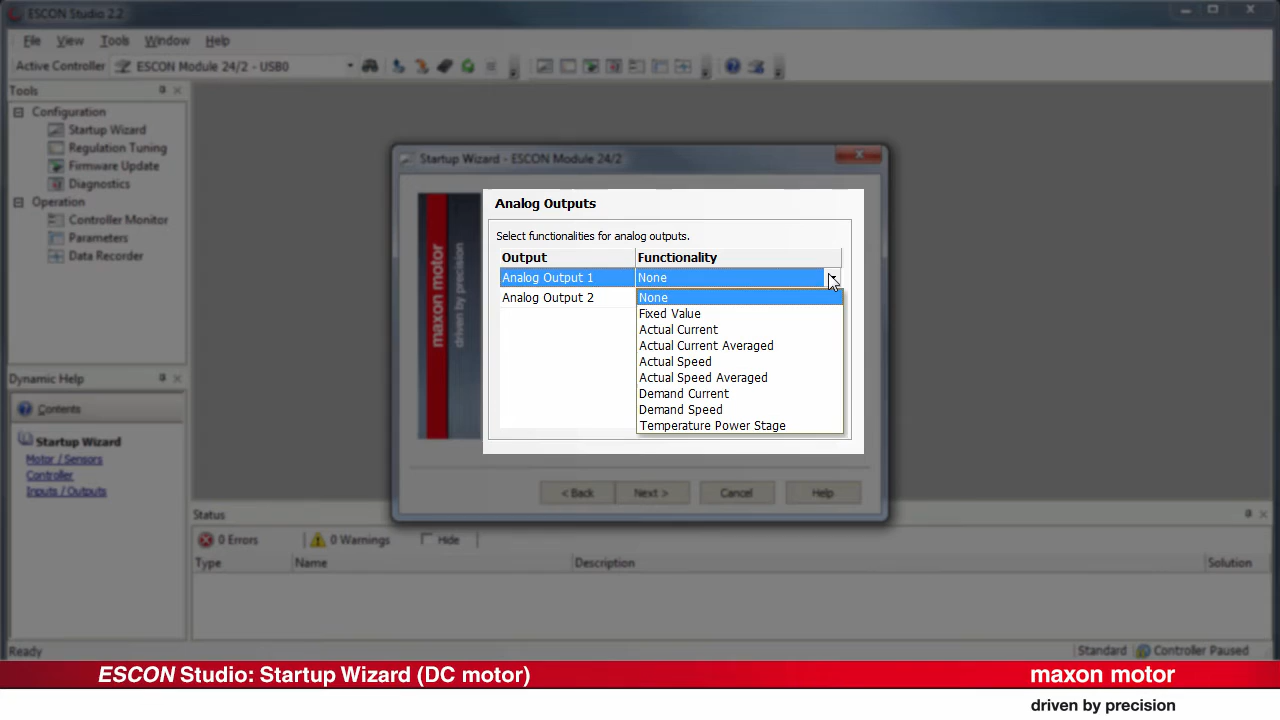 ESCON Studio 2.2
File View Tools Window Help
Active Controller ESCON Module 24/2 - USB0
Tools
Configuration
Startup Wizard
Regulation Tuning
Firmware Update
Diagnostics
Operation
Controller Monitor
Parameters
Data Recorder
Dynamic Help
Contents
Startup Wizard
Motor / Sensors
Controller
Inputs / Outputs
Startup Wizard - ESCON Module 24/2
maxon motor
driven by precision
Analog Outputs
Select functionalities for analog outputs.
Output Functionality
Analog Output 1 None
Analog Output 2
None
Fixed Value
Actual Current
Actual Current Averaged
Actual Speed
Actual Speed Averaged
Demand Current
Demand Speed
Temperature Power Stage
< Back Next > Cancel Help
Status
0 Errors 0 Warnings Hide
Type Name Description Solution
Ready Standard Controller Paused
ESCON Studio: Startup Wizard (DC motor) maxon motor
driven by precision